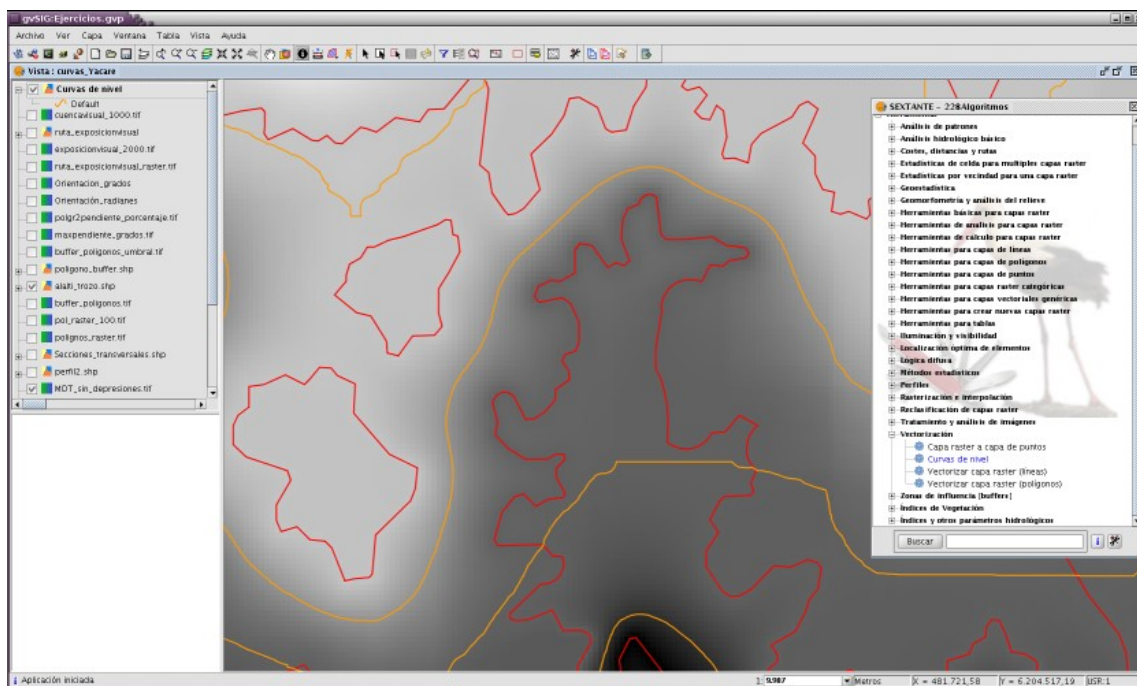 gvSIG:Ejercicios.gvp
Archivo Ver Capa Ventana Tabla Vista Ayuda
Vista : curvas_Yacare
Curvas de nivel
Default
cuencavisual_1000.tif
ruta_exposicionvisual
exposicionvisual_2000.tif
ruta_exposicionvisual_raster.tif
Orientacion_grados
Orientación_radianes
polgr2pendiente_porcentaje.tif
maxpendiente_grados.tif
buffer_poligonos_umbral.tif
poligono_buffer.shp
alalti_trozo.shp
buffer_poligonos.tif
pol_raster_100.tif
polignos_raster.tif
Secciones_transversales.shp
perfil2.shp
MDT_sin_depresiones.tif
SEXTANTE - 228Algoritmos
Análisis de patrones
Análisis hidrológico básico
Costes, distancias y rutas
Estadísticas de celda para multiples capas raster
Estadísticas por vecindad para una capa raster
Geoestadística
Geomorfometría y análisis del relieve
Herramientas básicas para capas raster
Herramientas de análisis para capas raster
Herramientas de cálculo para capas raster
Herramientas para capas de líneas
Herramientas para capas de polígonos
Herramientas para capas de puntos
Herramientas para capas raster categóricas
Herramientas para capas vectoriales genéricas
Herramientas para crear nuevas capas raster
Herramientas para tablas
Iluminación y visibilidad
Localización óptima de elementos
Lógica difusa
Métodos estadísticos
Perfiles
Rasterización e interpolación
Reclasificación de capas raster
Tratamiento y análisis de imágenes
Vectorización
Capa raster a capa de puntos
Curvas de nivel
Vectorizar capa raster (líneas)
Vectorizar capa raster (polígonos)
Zonas de influencia [buffers]
Índices de Vegetación
Índices y otros parámetros hidrológicos
Buscar
Aplicación iniciada
1: 9.987 Metros X = 481.721,58 Y = 6.204.517,19 USR:1